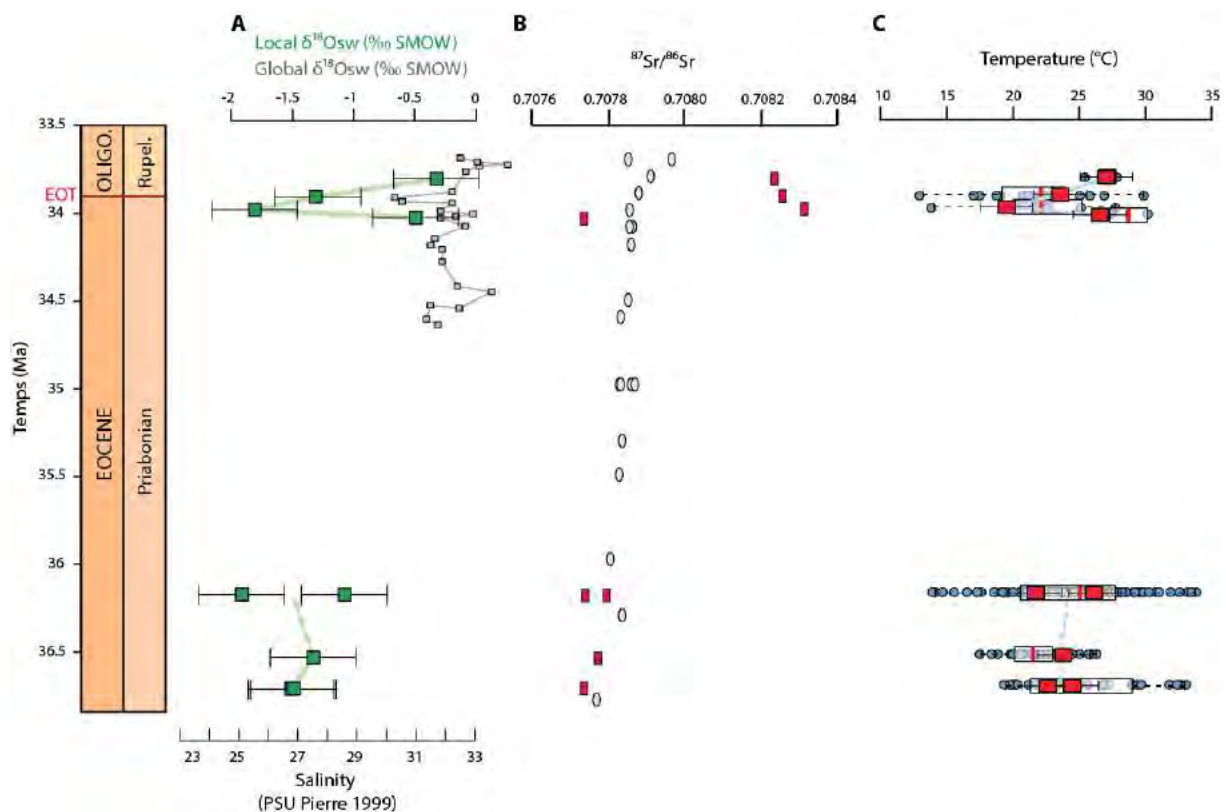 A
Local δ¹⁸Osw (‰ SMOW)
Global δ¹⁸Osw (‰ SMOW)
-2 -1.5 -1 -0.5 0
B
⁸⁷Sr/⁸⁶Sr
0.7076 0.7078 0.7080 0.7082 0.7084
C
Temperature (°C)
10 15 20 25 30 35
Temps (Ma)
33.5
34
34.5
35
35.5
36
36.5
EOT
OLIGO.
Rupel.
EOCENE
Priabonian
23 25 27 29 31 33
Salinity
(PSU Pierre 1999)